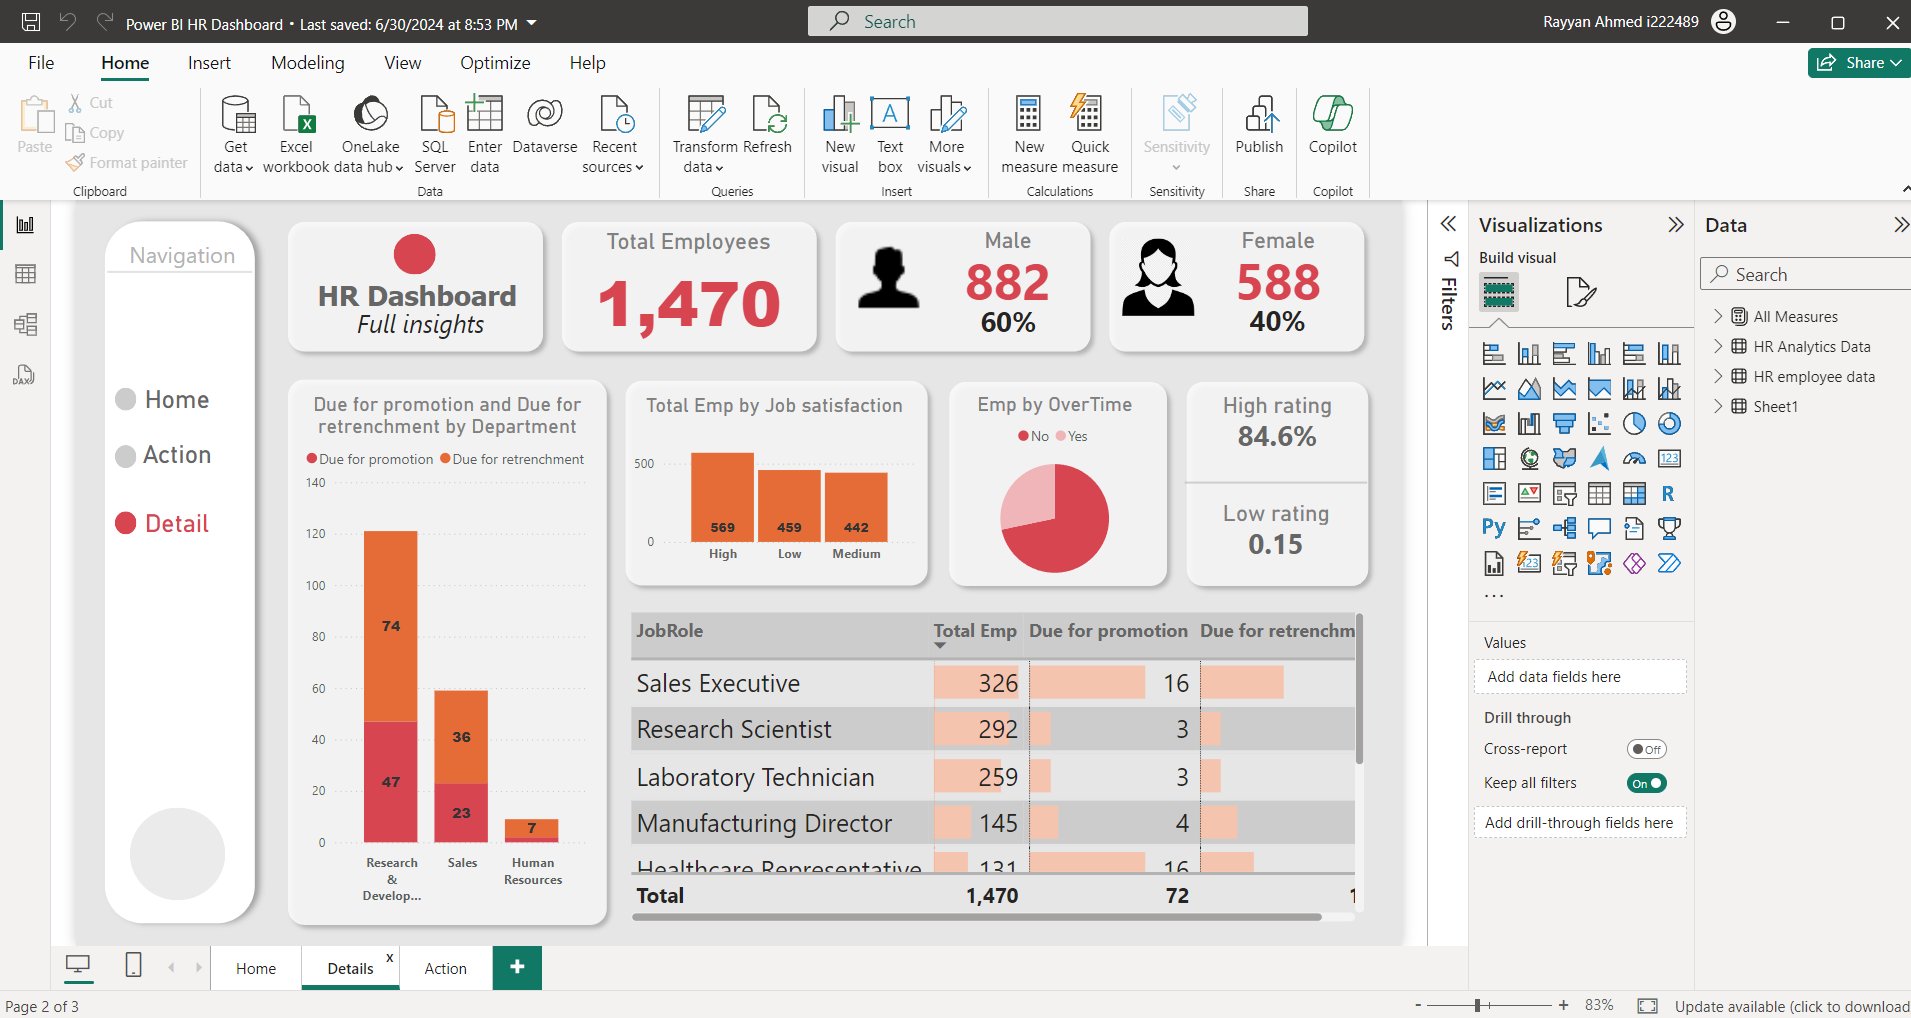 Power BI HR Dashboard • Last saved: 6/30/2024 at 8:53 PM
Search
Rayyan Ahmed i222489
File Home Insert Modeling View Optimize Help
Share
Paste
Cut
Copy
Format painter
Clipboard
Get data
Excel workbook
OneLake data hub
SQL Server
Enter data
Dataverse
Recent sources
Data
Transform data
Refresh
Queries
New visual
Text box
More visuals
Insert
New measure
Quick measure
Calculations
Sensitivity
Sensitivity
Publish
Share
Copilot
Copilot
DAX
Navigation
Home
Action
Detail
HR Dashboard
Full insights
Total Employees
1,470
Male
882
60%
Female
588
40%
Due for promotion and Due for
retrenchment by Department
Due for promotion Due for retrenchment
140
120
100
80
60
40
20
0
74
47
36
23
7
Research
&
Develop...
Sales
Human
Resources
Total Emp by Job satisfaction
500
0
569 459 442
High Low Medium
Emp by OverTime
No Yes
High rating
84.6%
Low rating
0.15
JobRole Total Emp Due for promotion Due for retrenchm
Sales Executive 326 16
Research Scientist 292 3
Laboratory Technician 259 3
Manufacturing Director 145 4
Healthcare Representative 131 16
Total 1,470 72 1
Filters
Visualizations
Build visual
123
R
Py
123
...
Values
Add data fields here
Drill through
Cross-report Off
Keep all filters On
Add drill-through fields here
Data
Search
All Measures
HR Analytics Data
HR employee data
Sheet1
Home Details x Action +
Page 2 of 3
- + 83%
Update available (click to download